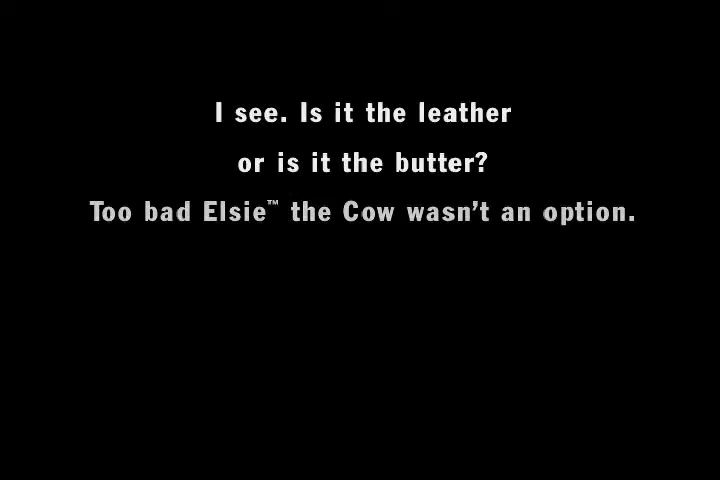 I see. Is it the leather
or is it the butter?
Too bad Elsie™ the Cow wasn't an option.